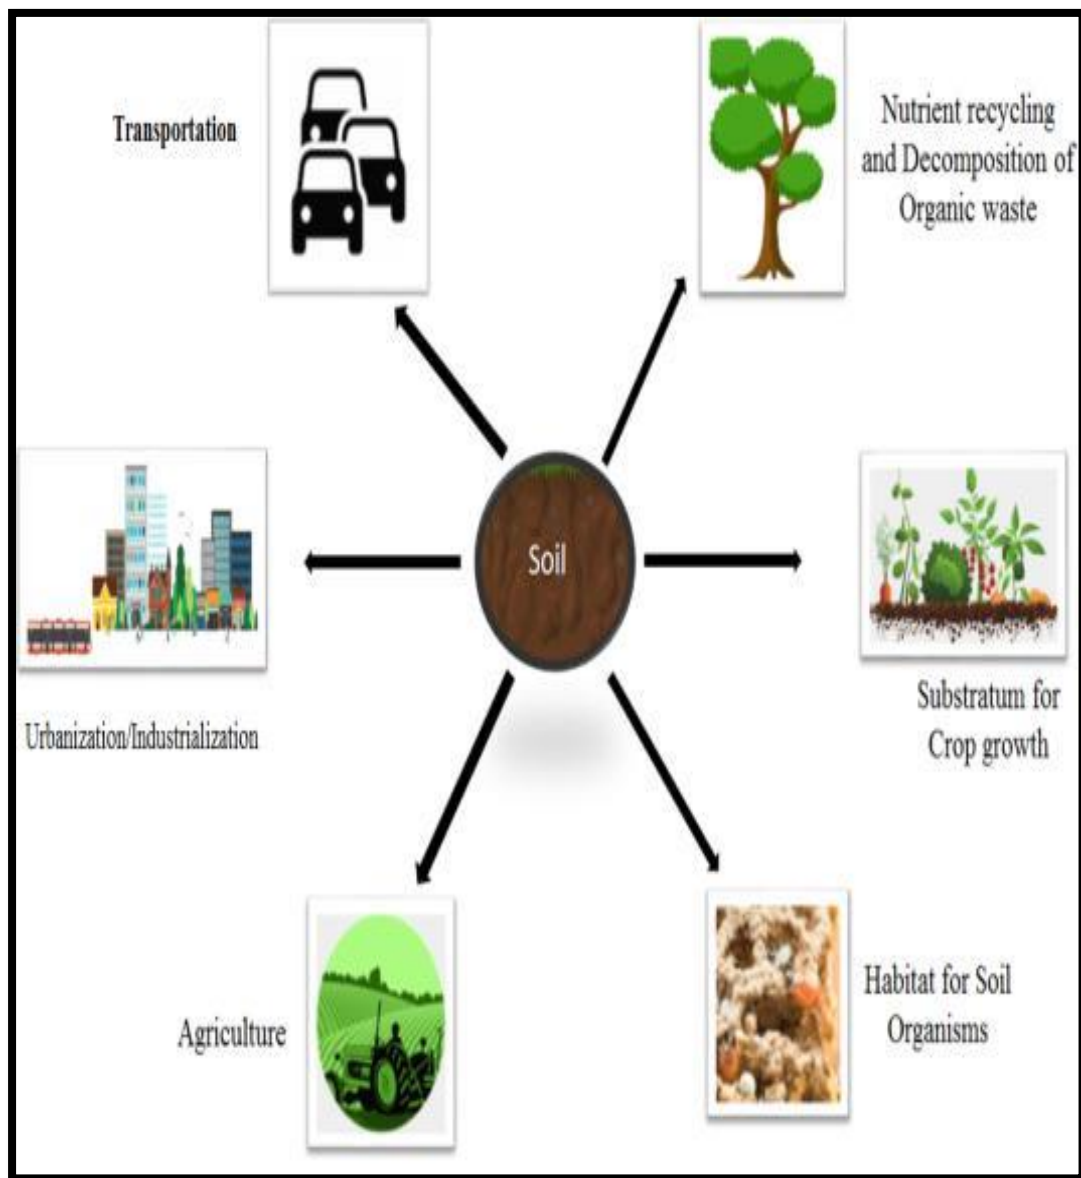 Transportation
Nutrient recycling
and Decomposition of
Organic waste
Soil
Urbanization/Industrialization
Substratum for
Crop growth
Agriculture
Habitat for Soil
Organisms